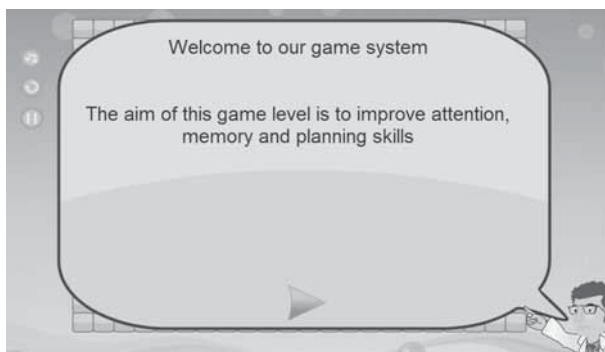 Welcome to our game system
The aim of this game level is to improve attention,
memory and planning skills